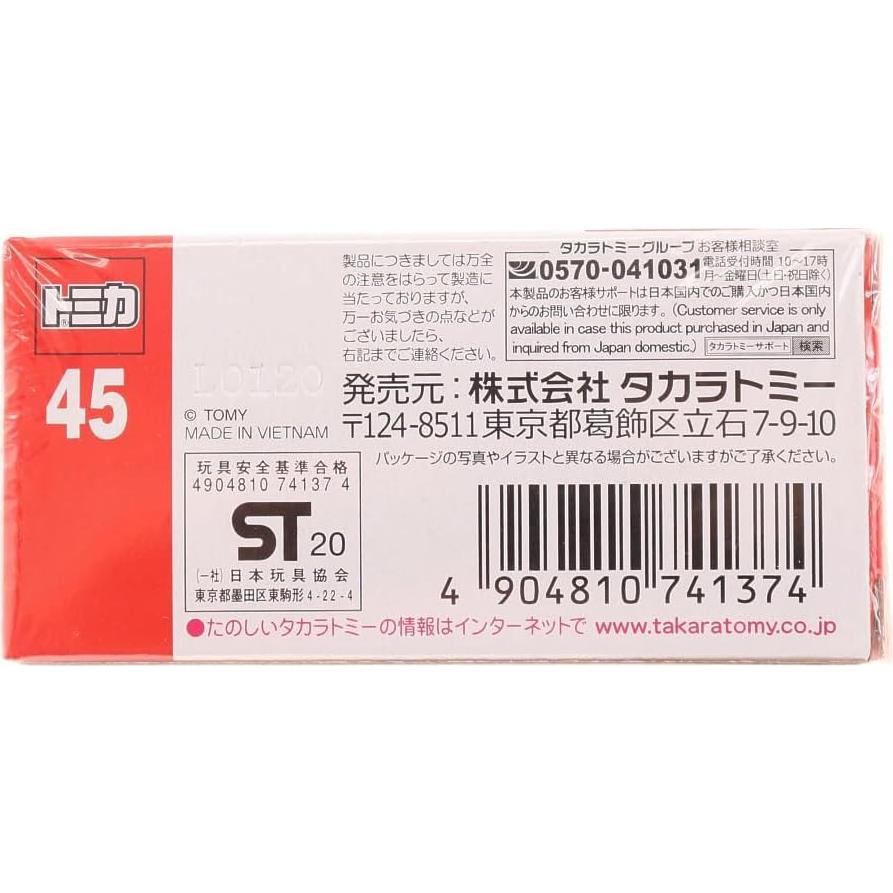 トミカ
®
45
L0120
© TOMY
MADE IN VIETNAM
製品につきましては万全
の注意をはらって製造に
当たっておりますが、
万一お気づきの点などが
ございましたら、
右記までご連絡ください。
タカラトミーグループ お客様相談室
0570-041031 電話受付時間 10〜17時
月〜金曜日(土・日・祝日除く)
本製品のお客様サポートは日本国内でのご購入かつ日本国内
からのお問い合わせに限ります。(Customer service is only
available in case this product purchased in Japan and
inquired from Japan domestic.) タカラトミーサポート 検索
発売元：株式会社 タカラトミー
〒124-8511 東京都葛飾区立石7-9-10
パッケージの写真やイラストと異なる場合がございますがご了承ください。
玩具安全基準合格
4904810 74137 4
ST 20
(一社)日本玩具協会
東京都墨田区東駒形4-22-4
4 904810 741374
●たのしいタカラトミーの情報はインターネットで www.takaratomy.co.jp